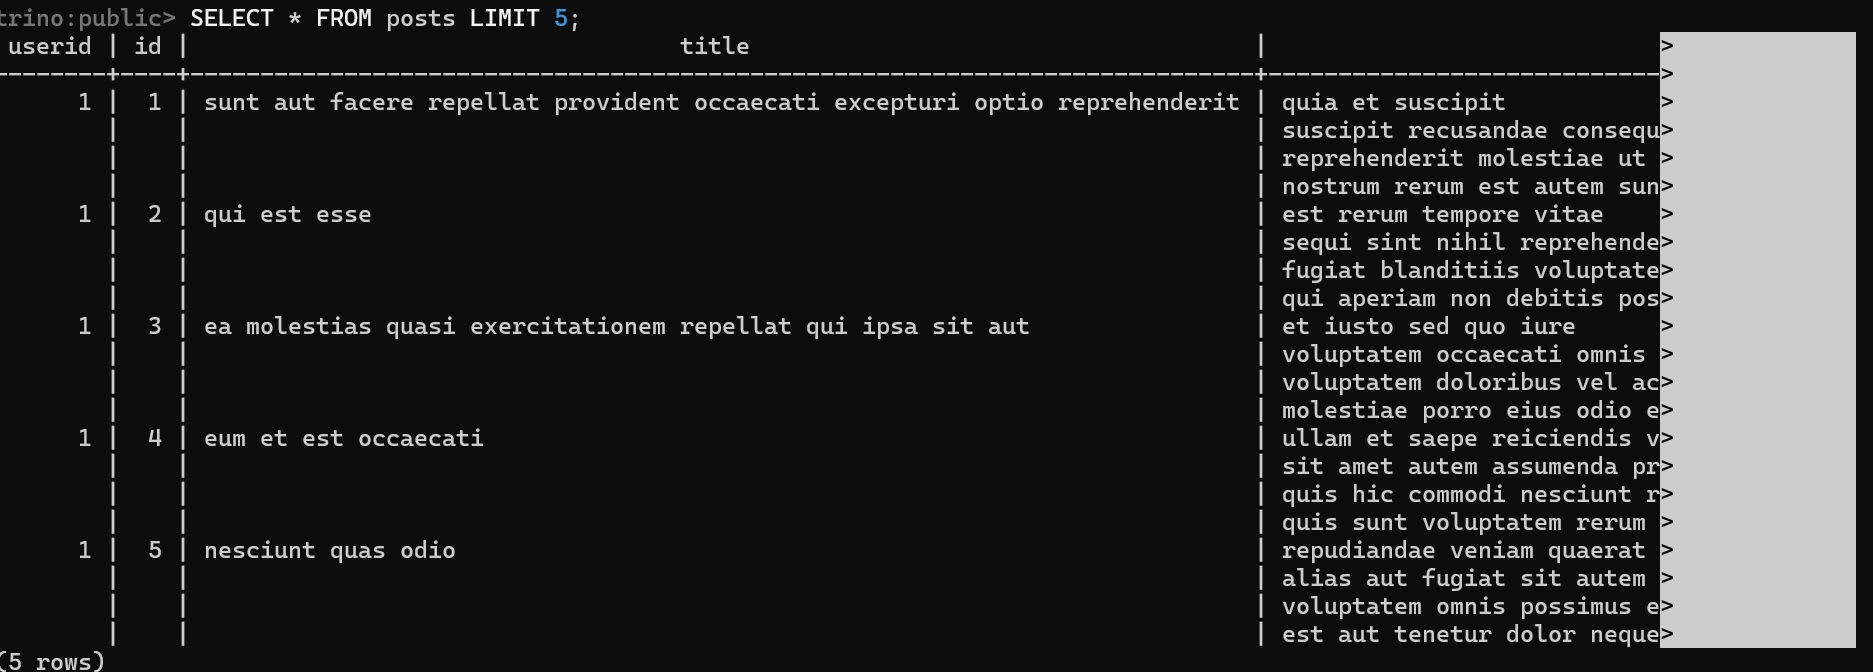 trino:public> SELECT * FROM posts LIMIT 5;
userid | id | title | >
--------+----+----------------------------------------------------------------------------+---------------------------->
1 | 1 | sunt aut facere repellat provident occaecati excepturi optio reprehenderit | quia et suscipit >
| | | suscipit recusandae consequ>
| | | reprehenderit molestiae ut >
| | | nostrum rerum est autem sun>
1 | 2 | qui est esse | est rerum tempore vitae >
| | | sequi sint nihil reprehende>
| | | fugiat blanditiis voluptate>
| | | qui aperiam non debitis pos>
1 | 3 | ea molestias quasi exercitationem repellat qui ipsa sit aut | et iusto sed quo iure >
| | | voluptatem occaecati omnis >
| | | voluptatem doloribus vel ac>
| | | molestiae porro eius odio e>
1 | 4 | eum et est occaecati | ullam et saepe reiciendis v>
| | | sit amet autem assumenda pr>
| | | quis hic commodi nesciunt r>
| | | quis sunt voluptatem rerum >
1 | 5 | nesciunt quas odio | repudiandae veniam quaerat >
| | | alias aut fugiat sit autem >
| | | voluptatem omnis possimus e>
| | | est aut tenetur dolor neque>
(5 rows)